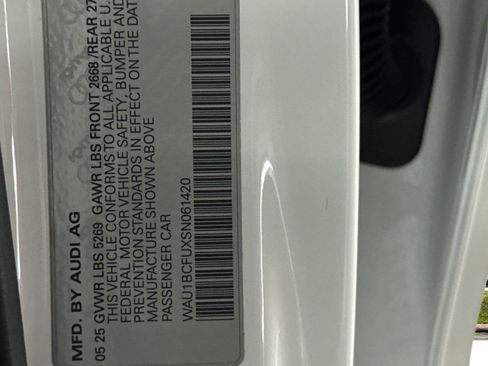 MFD. BY AUDI AG
05 25 GVWR LBS 5269 GAWR LBS FRONT 2668 /REAR 27
THIS VEHICLE CONFORMS TO ALL APPLICABLE U.
FEDERAL MOTOR VEHICLE SAFETY, BUMPER AND
PREVENTION STANDARDS IN EFFECT ON THE DAT
MANUFACTURE SHOWN ABOVE
PASSENGER CAR
WAU1BCFUXSN061420